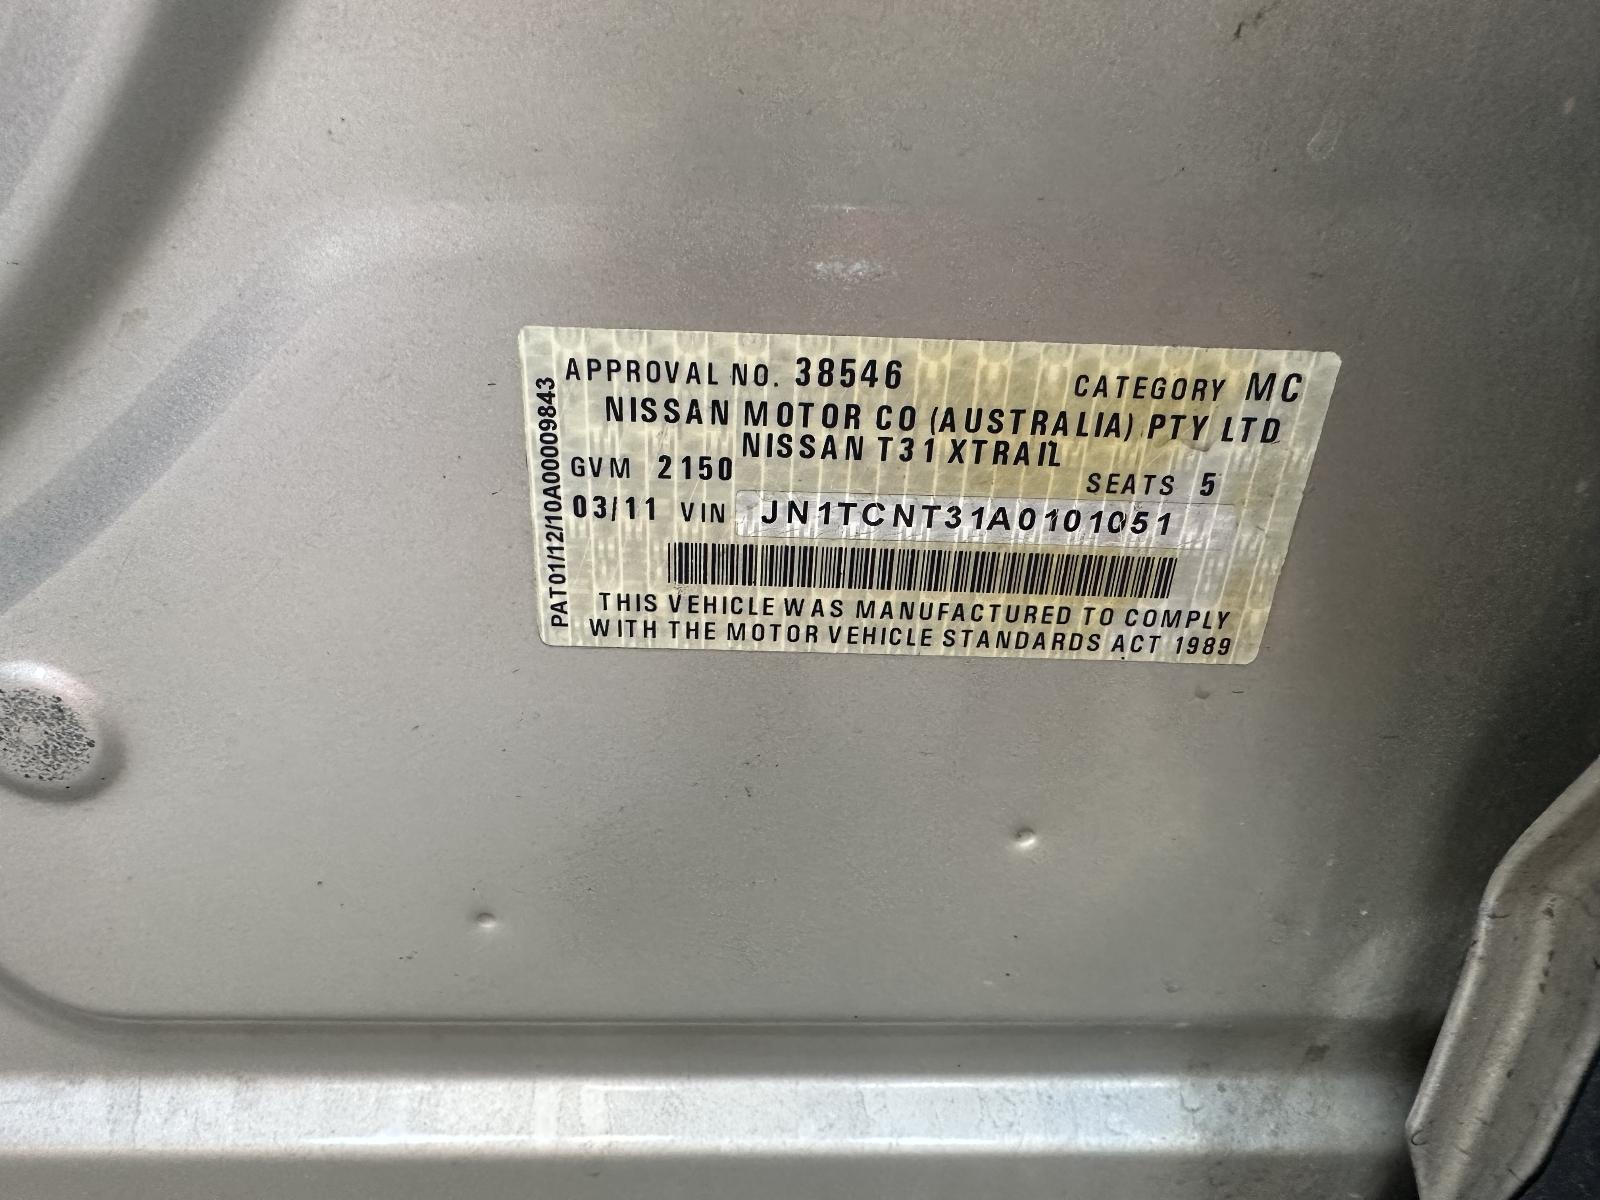 APPROVAL NO. 38546 CATEGORY MC
NISSAN MOTOR CO (AUSTRALIA) PTY LTD
NISSAN T31 XTRAIL
GVM 2150 SEATS 5
03/11 VIN JN1TCNT31A0101051
THIS VEHICLE WAS MANUFACTURED TO COMPLY
WITH THE MOTOR VEHICLE STANDARDS ACT 1989
PAT01/12/10A00009843